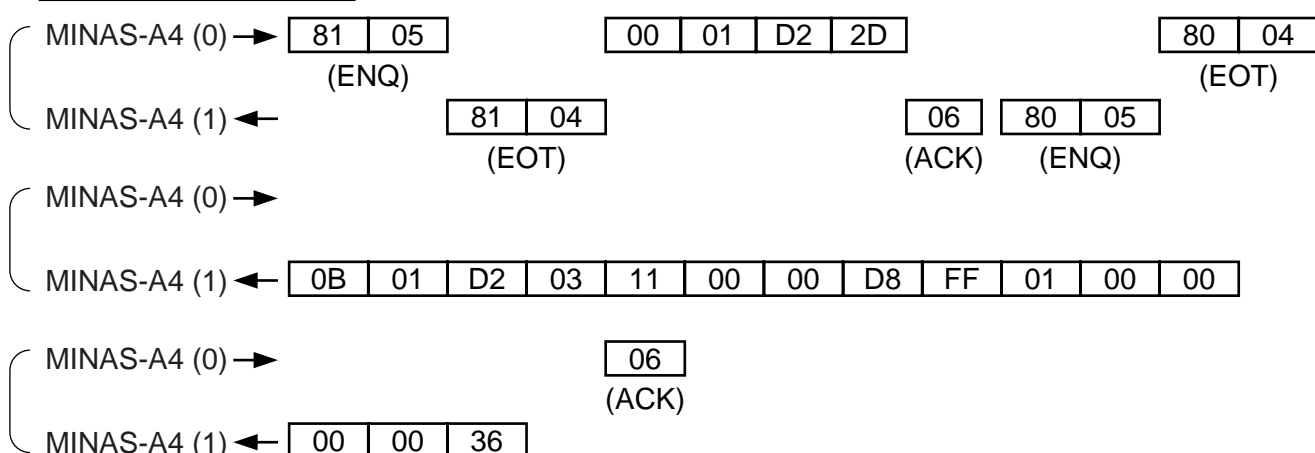 MINAS-A4 (0) 81 05 00 01 D2 2D 80 04
(ENQ) (EOT)
MINAS-A4 (1) 81 04 06 80 05
(EOT) (ACK) (ENQ)
MINAS-A4 (0)
MINAS-A4 (1) 0B 01 D2 03 11 00 00 D8 FF 01 00 00
MINAS-A4 (0) 06
(ACK)
MINAS-A4 (1) 00 00 36